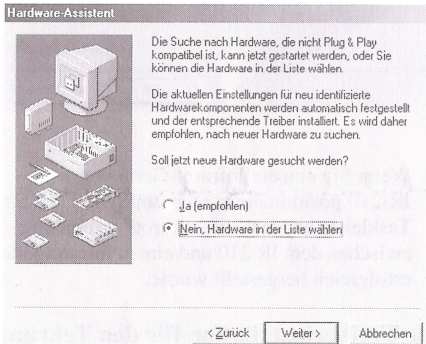 Hardware-Assistent
Die Suche nach Hardware, die nicht Plug & Play
kompatibel ist, kann jetzt gestartet werden, oder Sie
können die Hardware in der Liste wählen.
Die aktuellen Einstellungen für neu identifizierte
Hardwarekomponenten werden automatisch festgestellt
und der entsprechende Treiber installiert. Es wird daher
empfohlen, nach neuer Hardware zu suchen.
Soll jetzt neue Hardware gesucht werden?
Ja (empfohlen)
Nein, Hardware in der Liste wählen
< Zurück Weiter > Abbrechen